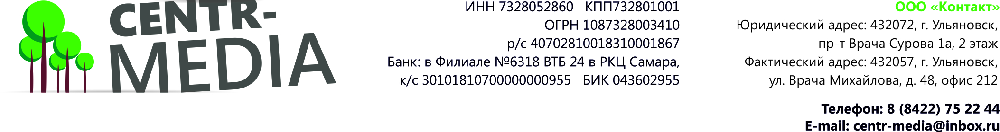 CENTR-
MEDIA
ИНН 7328052860 КПП732801001
ОГРН 1087328003410
р/с 40702810018310001867
Банк: в Филиале №6318 ВТБ 24 в РКЦ Самара,
к/с 30101810700000000955 БИК 043602955
ООО «Контакт»
Юридический адрес: 432072, г. Ульяновск,
пр-т Врача Сурова 1а, 2 этаж
Фактический адрес: 432057, г. Ульяновск,
ул. Врача Михайлова, д. 48, офис 212
Телефон: 8 (8422) 75 22 44
E-mail: centr-media@inbox.ru